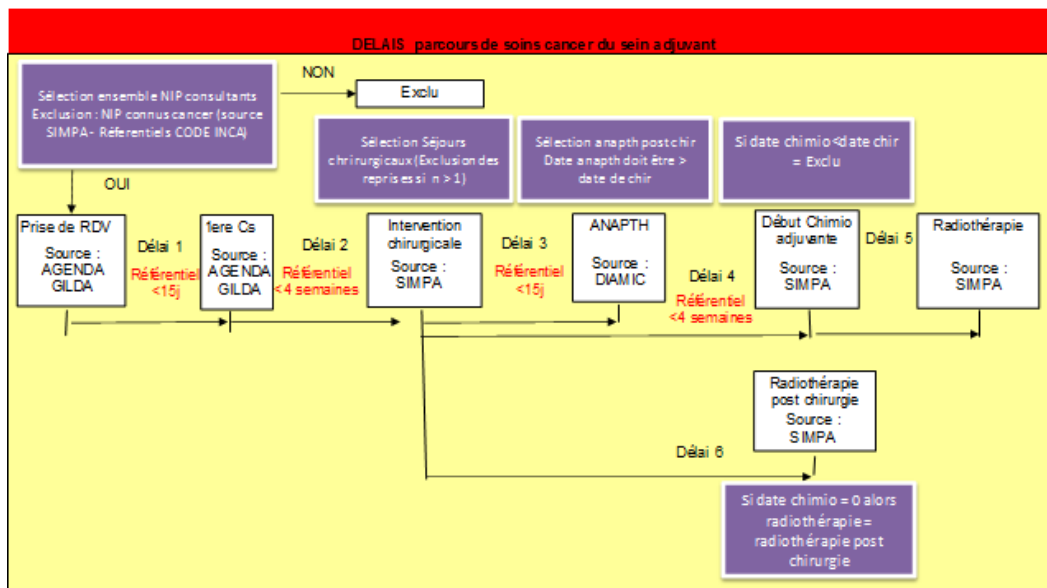 DELAIS parcours de soins cancer du sein adjuvant
Sélection ensemble NIP consultants
Exclusion : NIP connus cancer (source
SIMPA - Réferentiels CODE INCA)
NON
Exclu
OUI
Sélection Séjours
chrirurgicaux (Exclusion des
reprises si n > 1)
Sélection anapth post chir
Date anapth doit être >
date de chir
Si date chimio < date chir
= Exclu
Prise de RDV
Source :
AGENDA
GILDA
Délai 1
Référentiel
<15j
1ere Cs
Source :
AGENDA
GILDA
Délai 2
Référentiel
<4 semaines
Intervention
chirurgicale
Source :
SIMPA
Délai 3
Référentiel
<15j
ANAPTH
Source :
DIAMIC
Délai 4
Référentiel
<4 semaines
Début Chimio
adjuvante
Source :
SIMPA
Délai 5
Radiothérapie
Source :
SIMPA
Radiothérapie
post chirurgie
Source :
SIMPA
Délai 6
Si date chimio = 0 alors
radiothérapie =
radiothérapie post
chirurgie